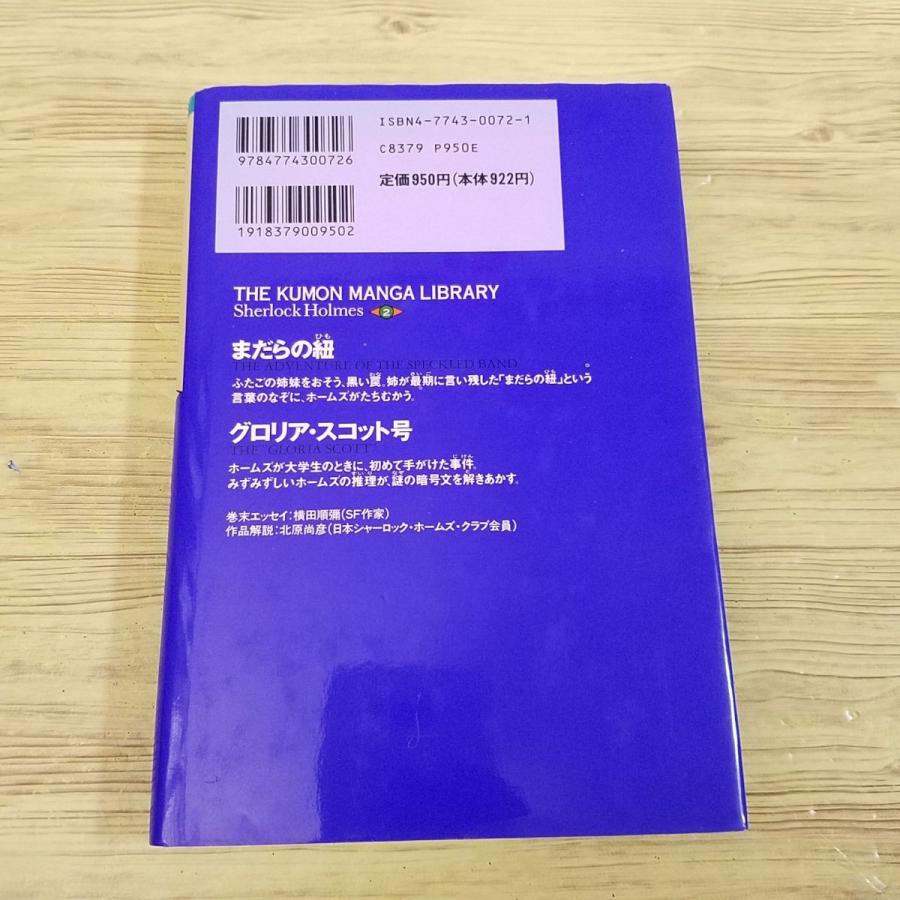 ISBN4-7743-0072-1
9784774300726
C8379 P950E
定価950円(本体922円)
1918379009502
THE KUMON MANGA LIBRARY
Sherlock Holmes 2
まだらの紐
ひも
THE ADVENTURE OF THE SPECKLED BAND
ふたごの姉妹をおそう、黒い罠。姉が最期に言い残した「まだらの紐」という
言葉のなぞに、ホームズがたちむかう。
グロリア・スコット号
THE "GLORIA SCOTT"
ホームズが大学生のときに、初めて手がけた事件。
みずみずしいホームズの推理が、謎の暗号文を解きあかす。
巻末エッセイ:横田順彌(SF作家)
作品解説:北原尚彦(日本シャーロック・ホームズ・クラブ会員)